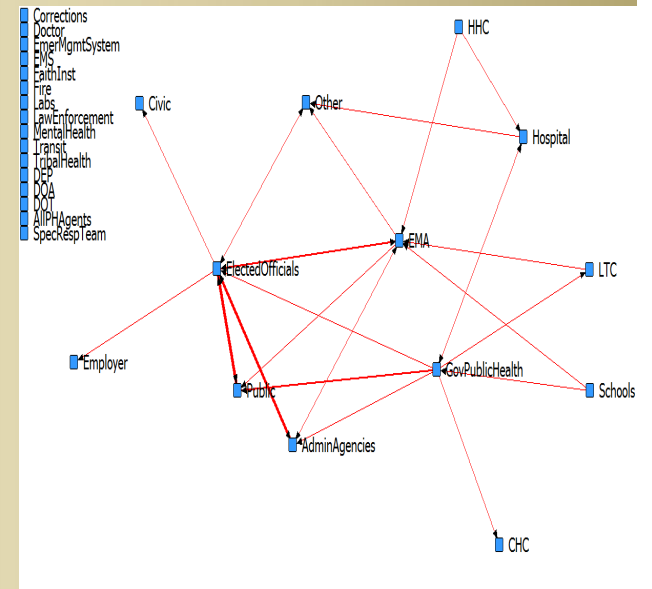 Corrections
Doctor
EmerMgmtSystem
EMS
FaithInst
Fire
Labs
LawEnforcement
MentalHealth
Transit
TribalHealth
DEP
DOA
DOT
AllPHAgents
SpecRespTeam
HHC
Civic
Other
Hospital
EMA
ElectedOfficials
LTC
Employer
GovPublicHealth
Public
Schools
AdminAgencies
CHC